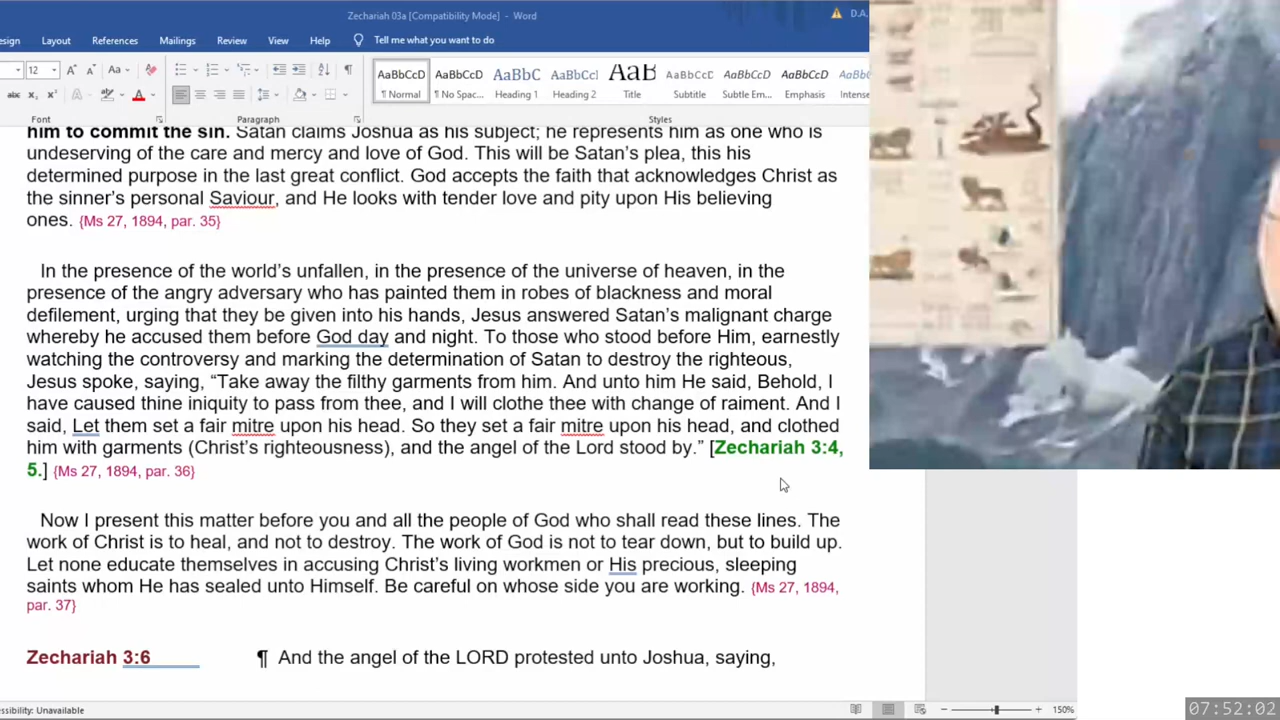 Zechariah 03a [Compatibility Mode] - Word
D.A.
esign Layout References Mailings Review View Help Tell me what you want to do
12 Aa
AaBbCcD AaBbCcD AaBbC AaBbCcl AaB AaBbCcD AaBbCcD AaBbCcD AaBb
abc x₂ x² A A
¶ Normal ¶ No Spac... Heading 1 Heading 2 Title Subtitle Subtle Em... Emphasis Intense
Font Paragraph Styles
him to commit the sin. Satan claims Joshua as his subject; he represents him as one who is
undeserving of the care and mercy and love of God. This will be Satan’s plea, this his
determined purpose in the last great conflict. God accepts the faith that acknowledges Christ as
the sinner’s personal Saviour, and He looks with tender love and pity upon His believing
ones. {Ms 27, 1894, par. 35}
In the presence of the world’s unfallen, in the presence of the universe of heaven, in the
presence of the angry adversary who has painted them in robes of blackness and moral
defilement, urging that they be given into his hands, Jesus answered Satan’s malignant charge
whereby he accused them before God day and night. To those who stood before Him, earnestly
watching the controversy and marking the determination of Satan to destroy the righteous,
Jesus spoke, saying, “Take away the filthy garments from him. And unto him He said, Behold, I
have caused thine iniquity to pass from thee, and I will clothe thee with change of raiment. And I
said, Let them set a fair mitre upon his head. So they set a fair mitre upon his head, and clothed
him with garments (Christ’s righteousness), and the angel of the Lord stood by.” [Zechariah 3:4,
5.] {Ms 27, 1894, par. 36}
Now I present this matter before you and all the people of God who shall read these lines. The
work of Christ is to heal, and not to destroy. The work of God is not to tear down, but to build up.
Let none educate themselves in accusing Christ’s living workmen or His precious, sleeping
saints whom He has sealed unto Himself. Be careful on whose side you are working. {Ms 27, 1894,
par. 37}
Zechariah 3:6 ¶ And the angel of the LORD protested unto Joshua, saying,
ssibility: Unavailable
150%
07:52:02